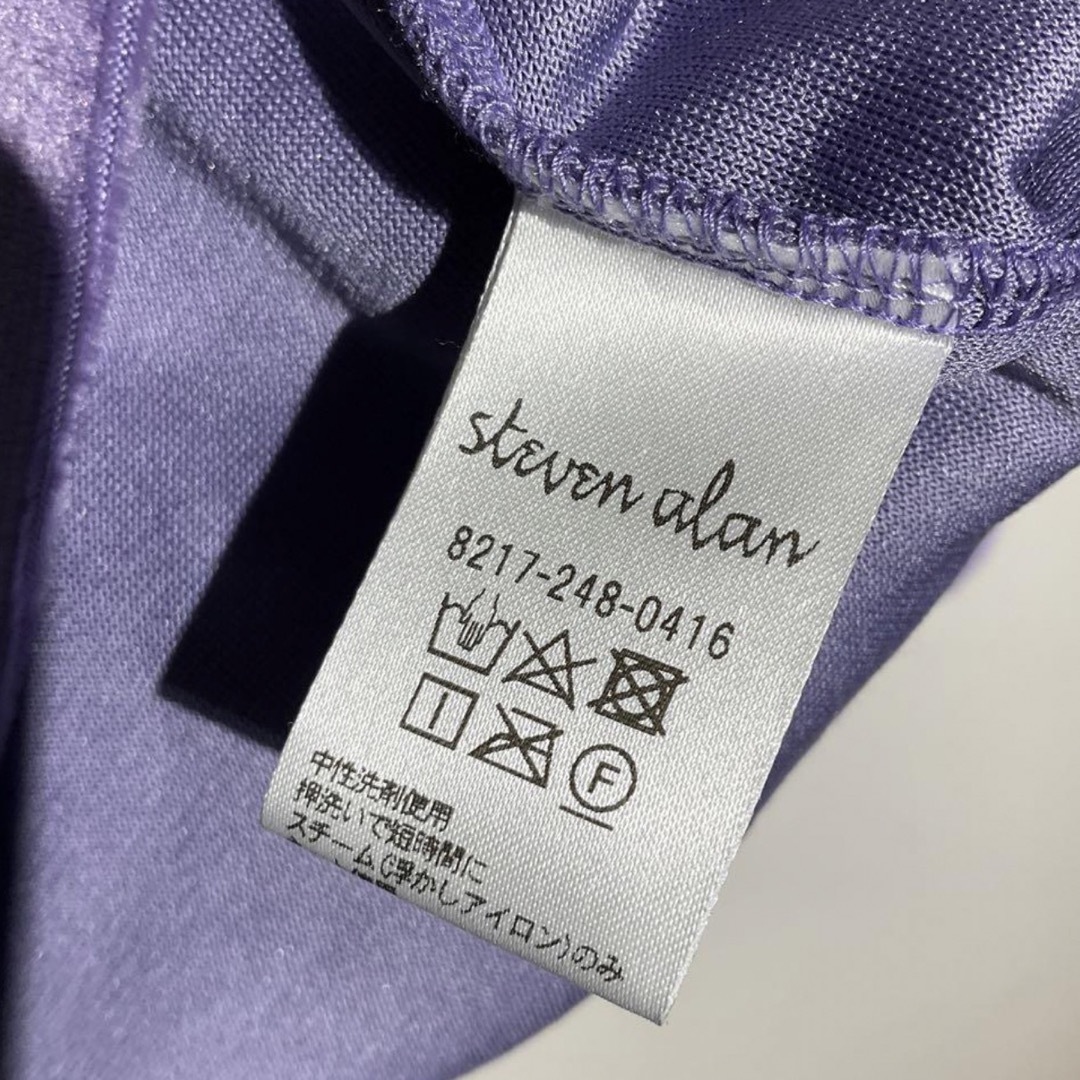 steven alan
8217-248-0416
F
中性洗剤使用
押洗いで短時間に
スチーム(浮かしアイロン)のみ